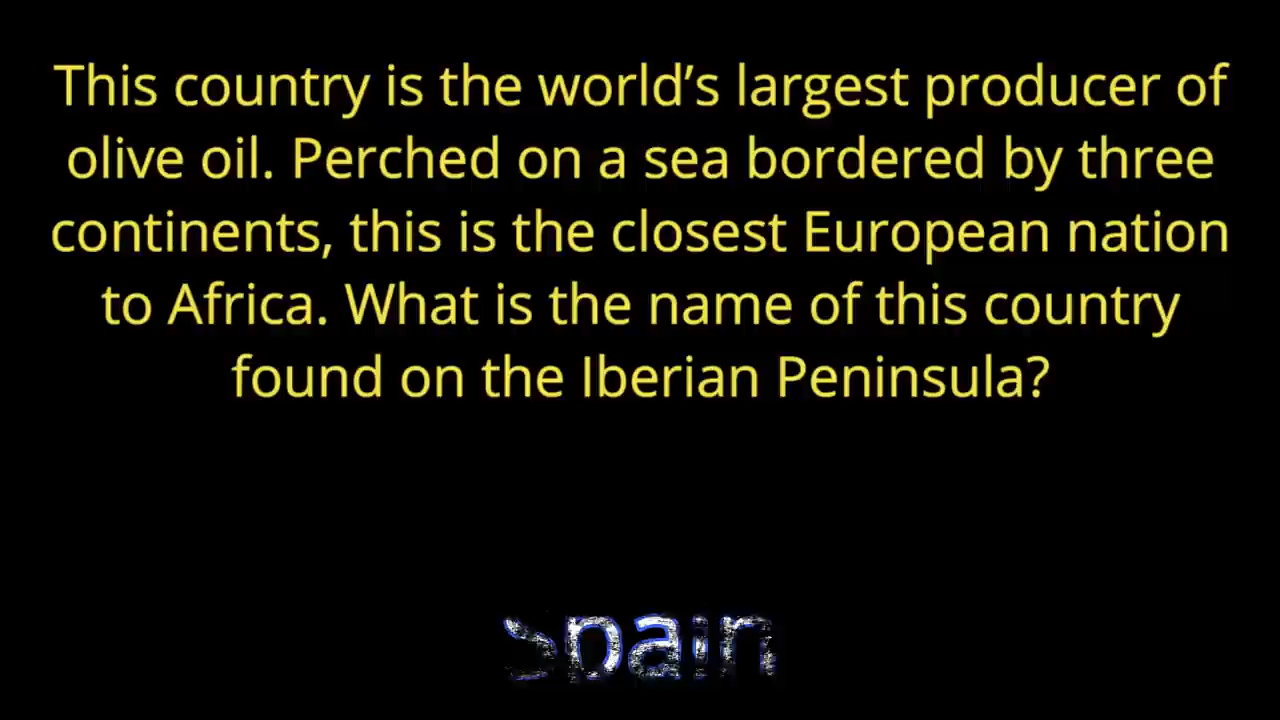 This country is the world’s largest producer of
olive oil. Perched on a sea bordered by three
continents, this is the closest European nation
to Africa. What is the name of this country
found on the Iberian Peninsula?
Spain